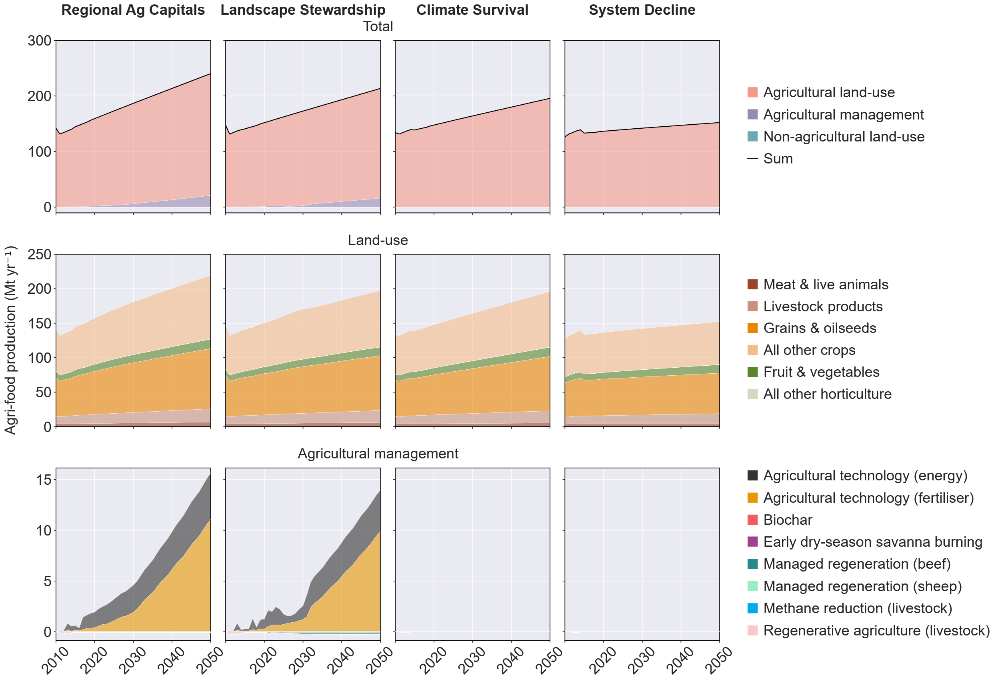 Regional Ag Capitals
Landscape Stewardship
Climate Survival
System Decline
Total
300
200
100
0
Agricultural land-use
Agricultural management
Non-agricultural land-use
Sum
Agri-food production (Mt yr⁻¹)
Land-use
250
200
150
100
50
0
Meat & live animals
Livestock products
Grains & oilseeds
All other crops
Fruit & vegetables
All other horticulture
Agricultural management
15
10
5
0
2010 2020 2030 2040 2050
2020 2030 2040 2050
2020 2030 2040 2050
2020 2030 2040 2050
Agricultural technology (energy)
Agricultural technology (fertiliser)
Biochar
Early dry-season savanna burning
Managed regeneration (beef)
Managed regeneration (sheep)
Methane reduction (livestock)
Regenerative agriculture (livestock)